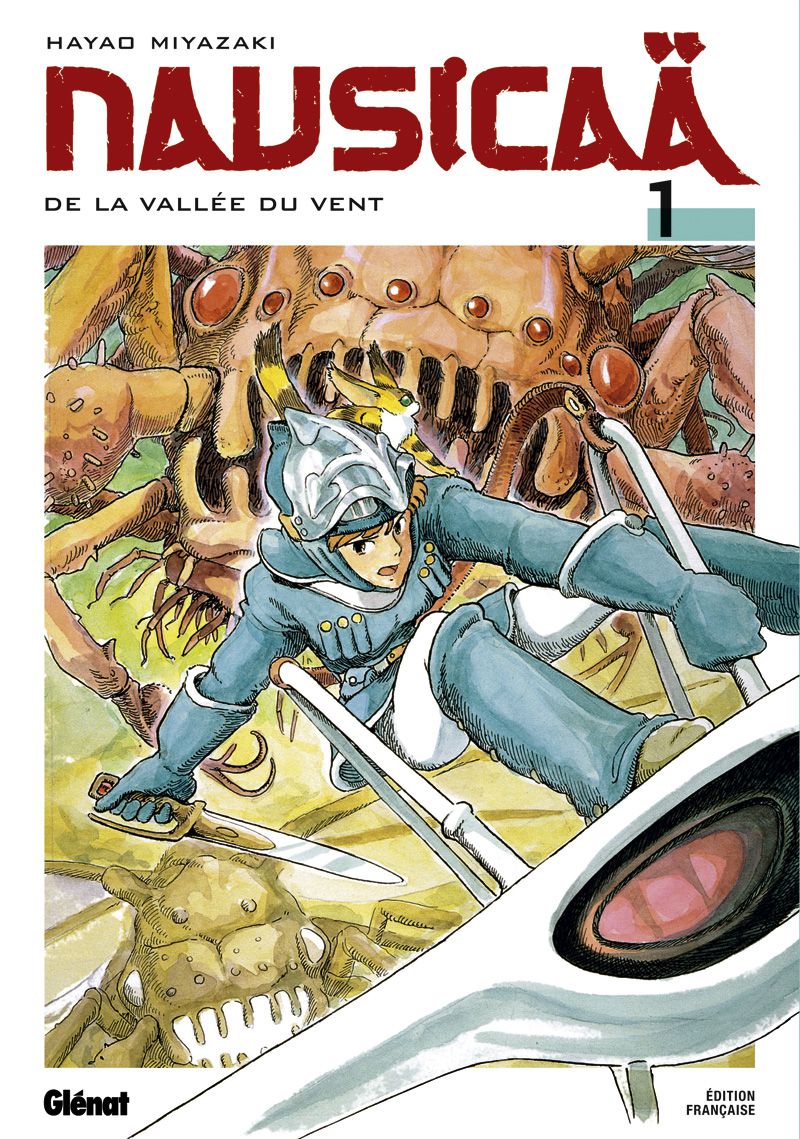 HAYAO MIYAZAKI
NAUSICAÄ
DE LA VALLÉE DU VENT
1
Glénat
ÉDITION
FRANÇAISE